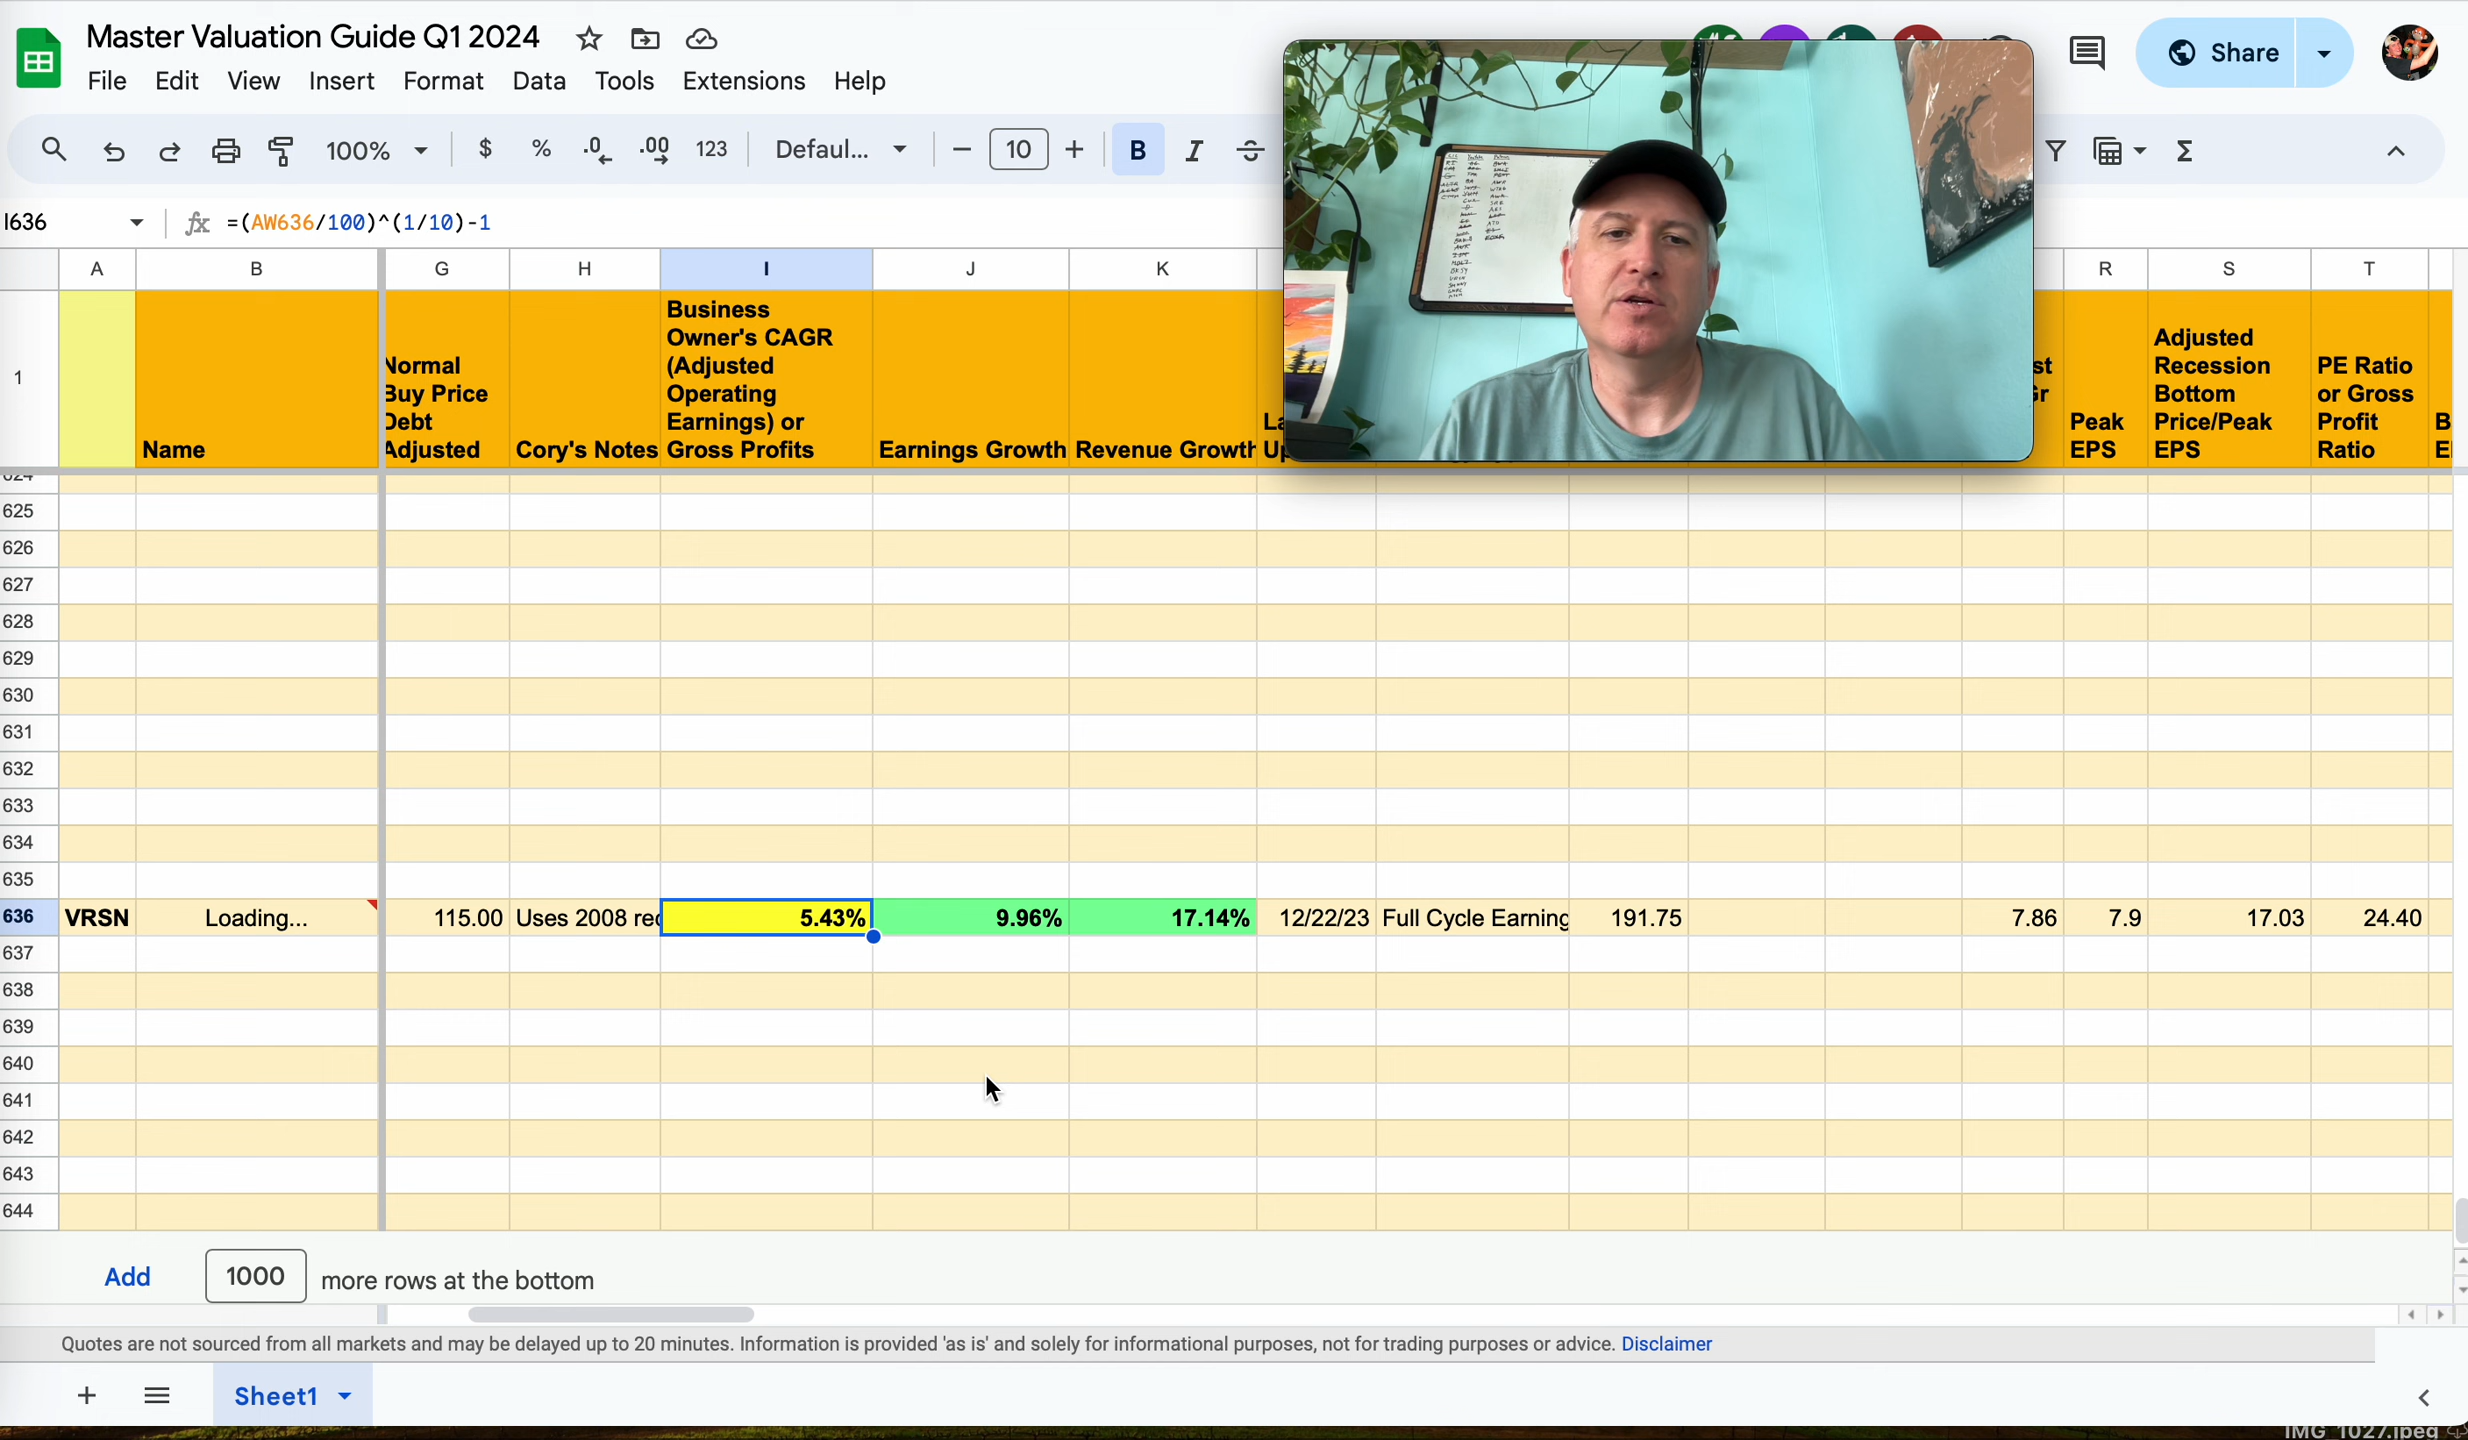 Master Valuation Guide Q1 2024
File Edit View Insert Format Data Tools Extensions Help
Share
100% $ % .0 .00 123 Defaul... 10 B I S Σ
I636 fx =(AW636/100)^(1/10)-1
A B G H I J K R S T
1
Name
Normal
Buy Price
Debt
Adjusted
Cory's Notes
Business
Owner's CAGR
(Adjusted
Operating
Earnings) or
Gross Profits
Earnings Growth
Revenue Growth
Peak
EPS
Adjusted
Recession
Bottom
Price/Peak
EPS
PE Ratio
or Gross
Profit
Ratio
624
625
626
627
628
629
630
631
632
633
634
635
636 VRSN Loading... 115.00 Uses 2008 rec 5.43% 9.96% 17.14% 12/22/23 Full Cycle Earning 191.75 7.86 7.9 17.03 24.40
637
638
639
640
641
642
643
644
Add 1000 more rows at the bottom
Quotes are not sourced from all markets and may be delayed up to 20 minutes. Information is provided 'as is' and solely for informational purposes, not for trading purposes or advice. Disclaimer
Sheet1
IMG_1027.jpeg